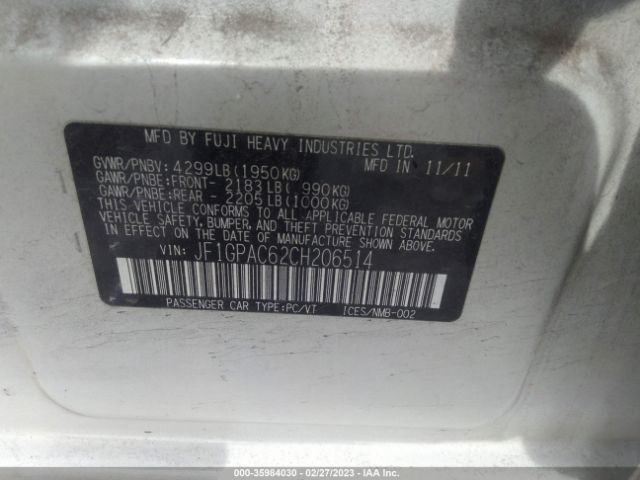 MFD BY FUJI HEAVY INDUSTRIES LTD.
GVWR/PNBV: 4299LB(1950KG) MFD IN 11/11
GAWR/PNBE:FRONT- 2183LB( 990KG)
GAWR/PNBE:REAR - 2205LB(1000KG)
THIS VEHICLE CONFORMS TO ALL APPLICABLE FEDERAL MOTOR
VEHICLE SAFETY, BUMPER, AND THEFT PREVENTION STANDARDS
IN EFFECT ON THE DATE OF MANUFACTURE SHOWN ABOVE.
VIN: JF1GPAC62CH206514
PASSENGER CAR TYPE:PC/VT ICES/NMB-002
000-35984030 - 02/27/2023 - IAA Inc.